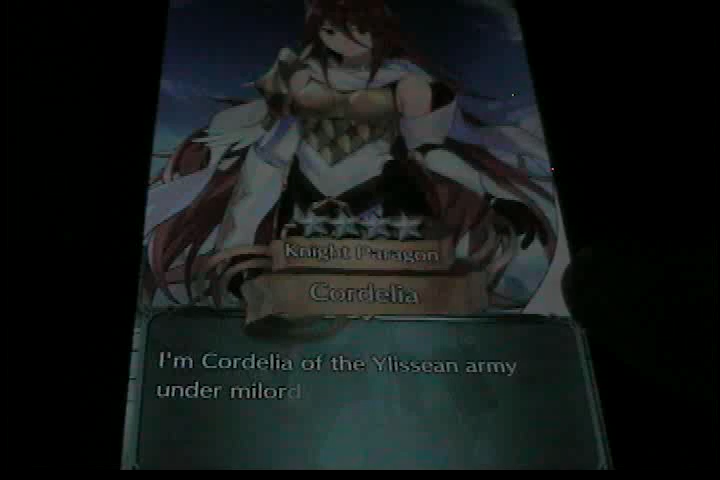 Knight Paragon
Cordelia
I'm Cordelia of the Ylissean army
under milord